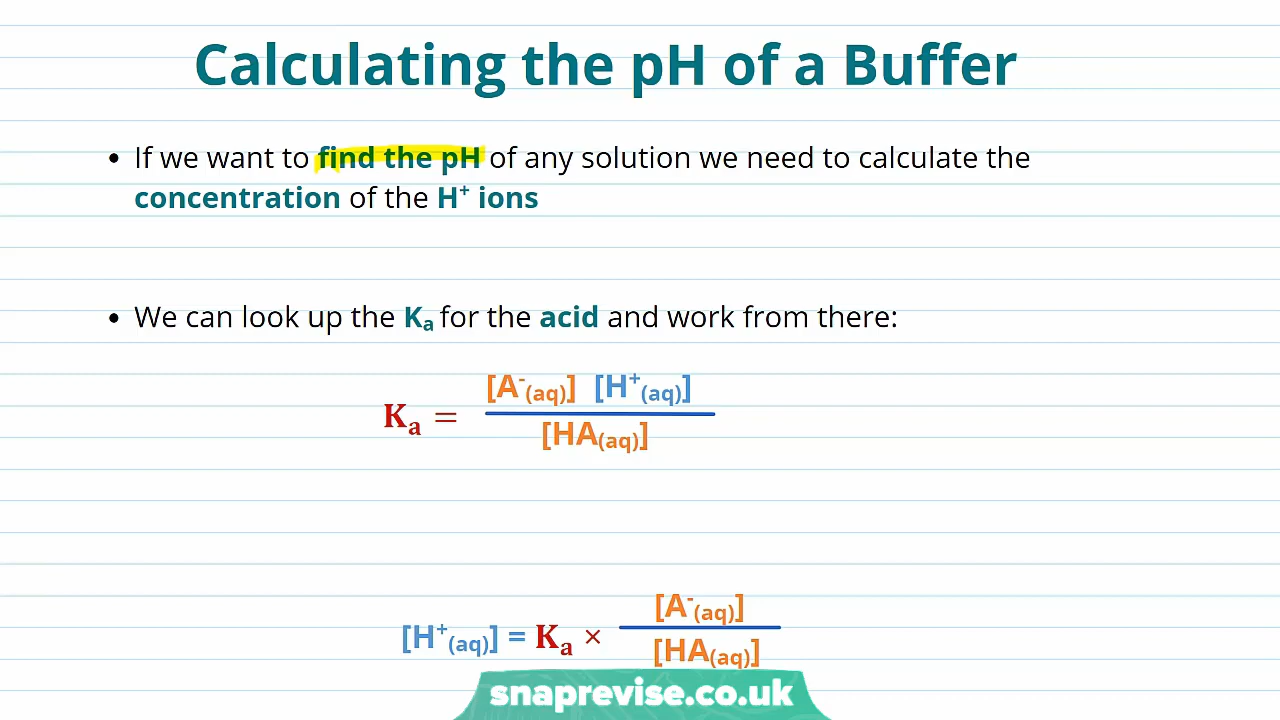 Calculating the pH of a Buffer
• If we want to find the pH of any solution we need to calculate the
concentration of the H⁺ ions
• We can look up the Kₐ for the acid and work from there:
Kₐ = [A⁻(aq)] [H⁺(aq)] / [HA(aq)]
[H⁺(aq)] = Kₐ × [A⁻(aq)] / [HA(aq)]
snaprevise.co.uk